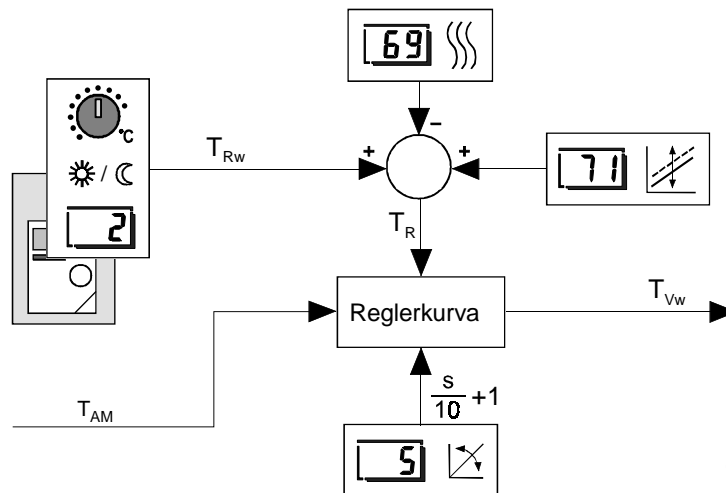 69
−
°C
T_Rw
+
+
71
☀ / ☾
2
T_R
Reglerkurva
T_Vw
T_AM
s/10 +1
5